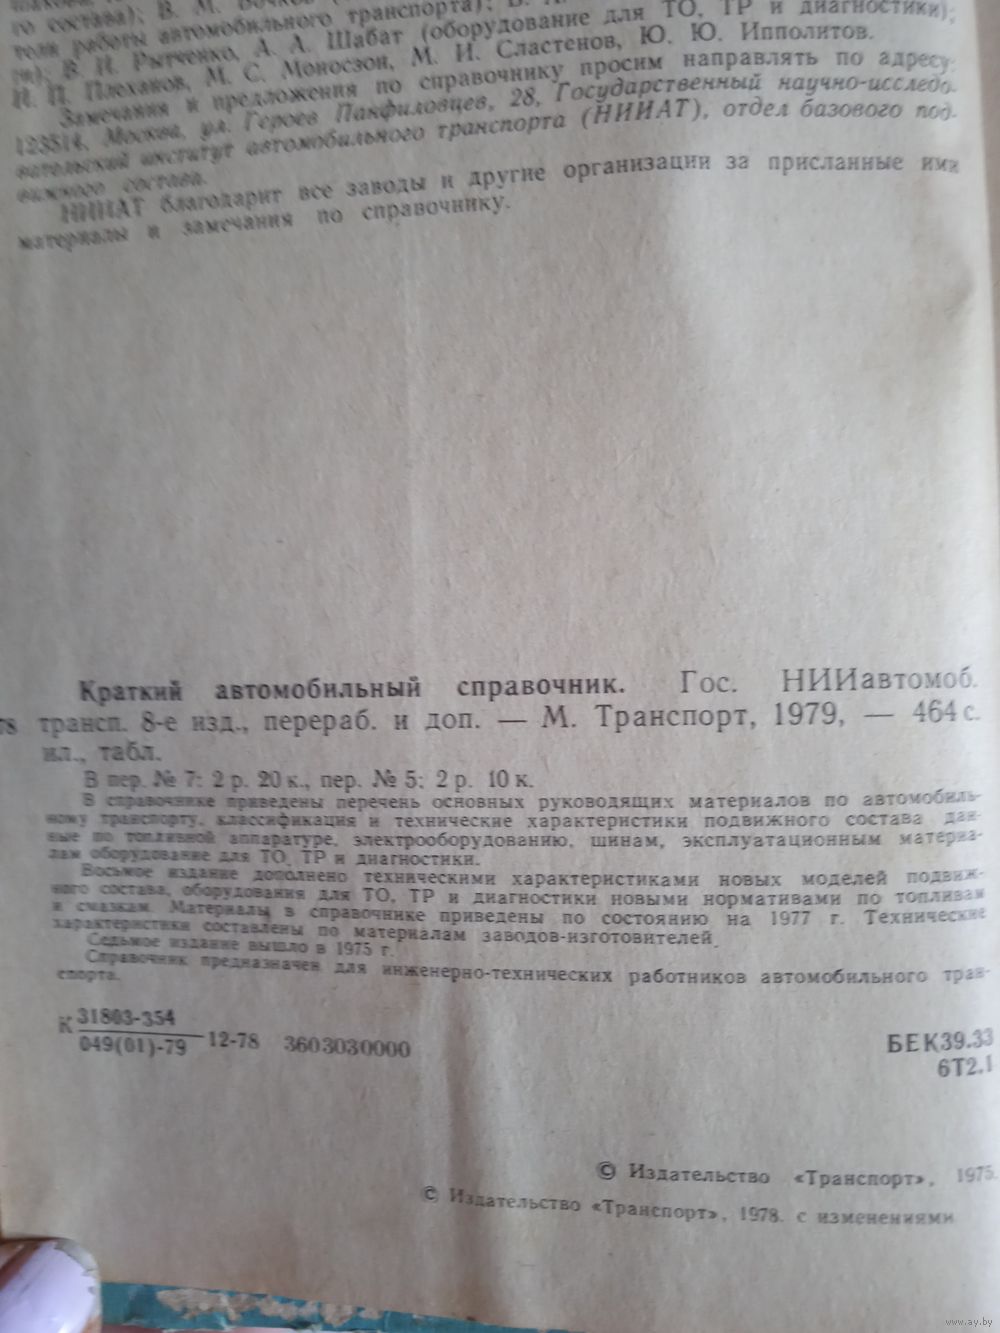 го состава); В. М.
тели работы автомобильного транспорта);
В. И. Рытченко, А. А. Шабат (оборудование для ТО, ТР и диагностики);
И. П. Плеханов, М. С. Моносзон, М. И. Сластенов, Ю. Ю. Ипполитов.
Замечания и предложения по справочнику просим направлять по адресу:
123514, Москва, ул. Героев Панфиловцев, 28, Государственный научно-исследо-
вательский институт автомобильного транспорта (НИИАТ), отдел базового под-
вижного состава.
НИИАТ благодарит все заводы и другие организации за присланные ими
материалы и замечания по справочнику.
Краткий автомобильный справочник. Гос. НИИавтомоб.
78 трансп. 8-е изд., перераб. и доп. — М. Транспорт, 1979, — 464 с.
ил., табл.
В пер. № 7: 2 р. 20 к., пер. № 5: 2 р. 10 к.
В справочнике приведены перечень основных руководящих материалов по автомобиль-
ному транспорту, классификация и технические характеристики подвижного состава дан-
ные по топливной аппаратуре, электрооборудованию, шинам, эксплуатационным материа-
лам оборудование для ТО, ТР и диагностики.
Восьмое издание дополнено техническими характеристиками новых моделей подвиж-
ного состава, оборудования для ТО, ТР и диагностики новыми нормативами по топливам
и смазкам. Материалы в справочнике приведены по состоянию на 1977 г. Технические
характеристики составлены по материалам заводов-изготовителей.
Седьмое издание вышло в 1975 г.
Справочник предназначен для инженерно-технических работников автомобильного тран-
спорта.
К 31803-354
049(01)-79 12-78 3603030000
БЕК39.33
6Т2.1
© Издательство «Транспорт», 1975.
© Издательство «Транспорт», 1978. с изменениями
www.ay.by